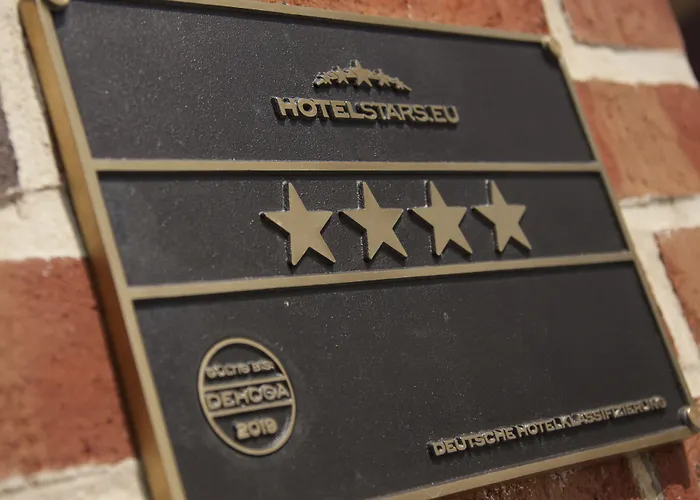 HOTELSTARS.EU
GÜLTIG BIS:
DEHOGA
2019
DEUTSCHE HOTELKLASSIFIZIERUNG